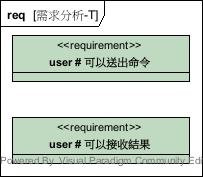 req [需求分析-T]
<<requirement>>
user # 可以送出命令
<<requirement>>
user # 可以接收結果
Powered By Visual Paradigm Community Edi